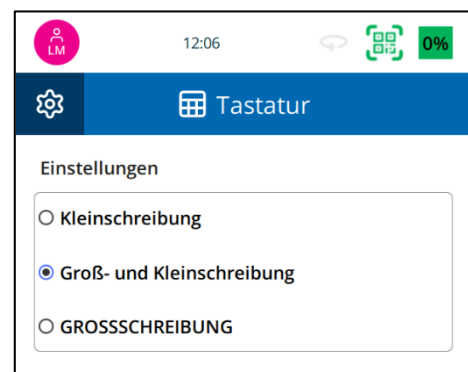 LM
12:06
0%
Tastatur
Einstellungen
Kleinschreibung
Groß- und Kleinschreibung
GROSSSCHREIBUNG